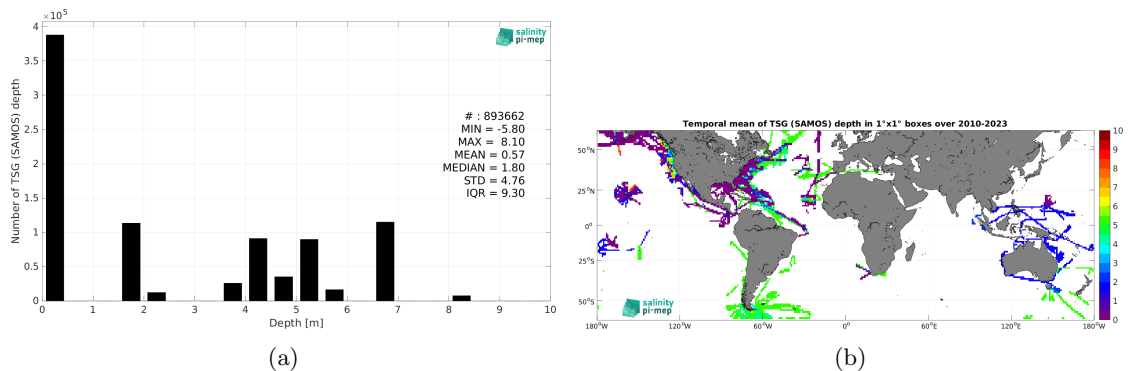 ×10⁵
4
3.5
3
2.5
2
1.5
1
0.5
0
Number of TSG (SAMOS) depth
salinity
pi-mep
# : 893662
MIN = -5.80
MAX = 8.10
MEAN = 0.57
MEDIAN = 1.80
STD = 4.76
IQR = 9.30
0 1 2 3 4 5 6 7 8 9 10
Depth [m]
(a)
Temporal mean of TSG (SAMOS) depth in 1°x1° boxes over 2010-2023
50°N
25°N
0°
25°S
50°S
salinity
pi-mep
180°W 120°W 60°W 0° 60°E 120°E 180°E
10
9
8
7
6
5
4
3
2
1
0
(b)